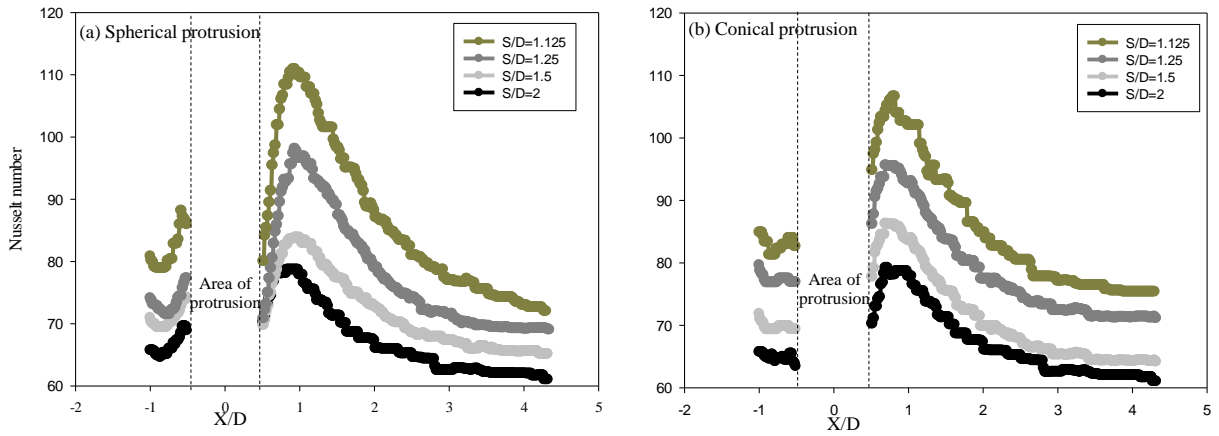 (a) Spherical protrusion
S/D=1.125
S/D=1.25
S/D=1.5
S/D=2
Area of
protrusion
Nusselt number
120
110
100
90
80
70
60
-2
-1
0
1
2
3
4
5
X/D
(b) Conical protrusion
S/D=1.125
S/D=1.25
S/D=1.5
S/D=2
Area of
protrusion
120
110
100
90
80
70
60
-2
-1
0
1
2
3
4
5
X/D